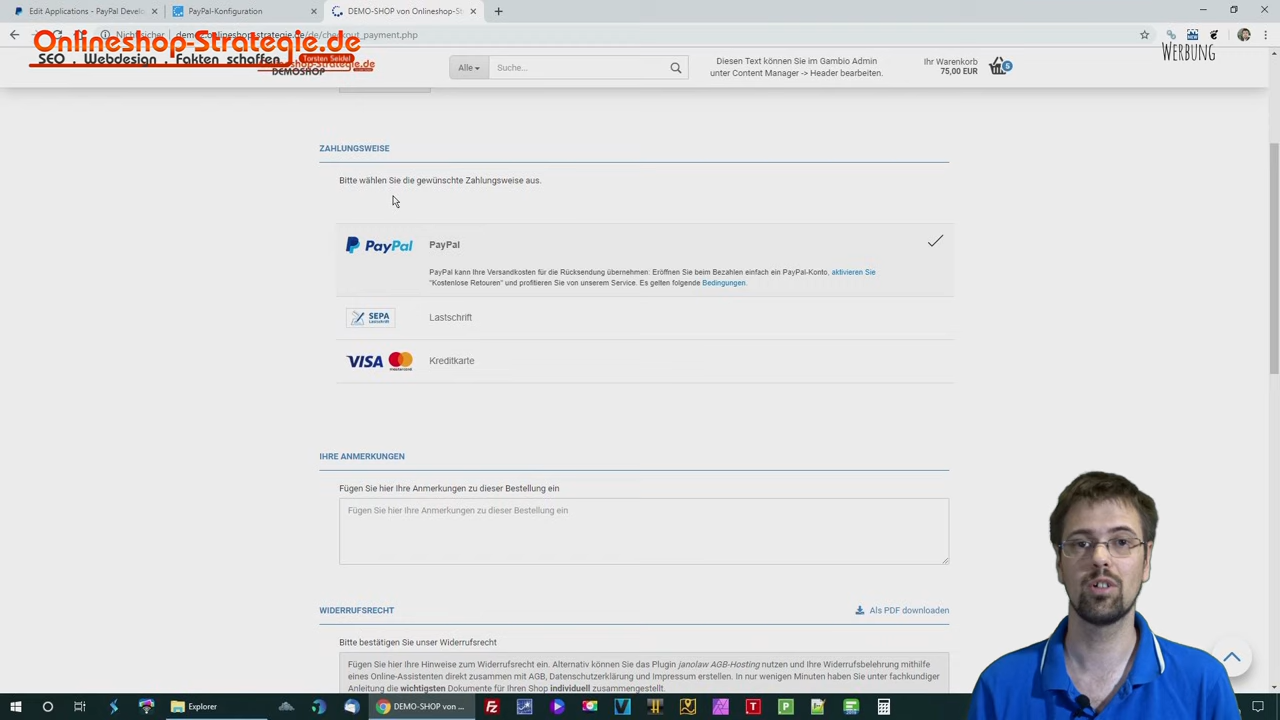 Edit Applications - PayPal Develo
PayPal-Konfiguration
DEMO-SHOP von Onlineshop-Stra
checkout_payment.php
Onlineshop-Strategie.de
SEO . Webdesign . Fakten schaffen
Torsten Seidel
DEMOSHOP
Alle
Suche...
Diesen Text können Sie im Gambio Admin
unter Content Manager -> Header bearbeiten.
Ihr Warenkorb
75,00 EUR
5
WERBUNG
ZAHLUNGSWEISE
Bitte wählen Sie die gewünschte Zahlungsweise aus.
PayPal PayPal
PayPal kann Ihre Versandkosten für die Rücksendung übernehmen. Eröffnen Sie beim Bezahlen einfach ein PayPal-Konto, aktivieren Sie
"Kostenlose Retouren" und profitieren Sie von unserem Service. Es gelten folgende Bedingungen.
SEPA Lastschrift Lastschrift
VISA mastercard Kreditkarte
IHRE ANMERKUNGEN
Fügen Sie hier Ihre Anmerkungen zu dieser Bestellung ein
Fügen Sie hier Ihre Anmerkungen zu dieser Bestellung ein
WIDERRUFSRECHT
Als PDF downloaden
Bitte bestätigen Sie unser Widerrufsrecht
Fügen Sie hier Ihre Hinweise zum Widerrufsrecht ein. Alternativ können Sie das Plugin janolaw AGB-Hosting nutzen und Ihre Widerrufsbelehrung mithilfe
eines Online-Assistenten direkt zusammen mit AGB, Datenschutzerklärung und Impressum erstellen. In nur wenigen Minuten haben Sie unter fachkundiger
Anleitung die wichtigsten Dokumente für Ihren Shop individuell zusammengestellt.
Explorer
DEMO-SHOP von ...